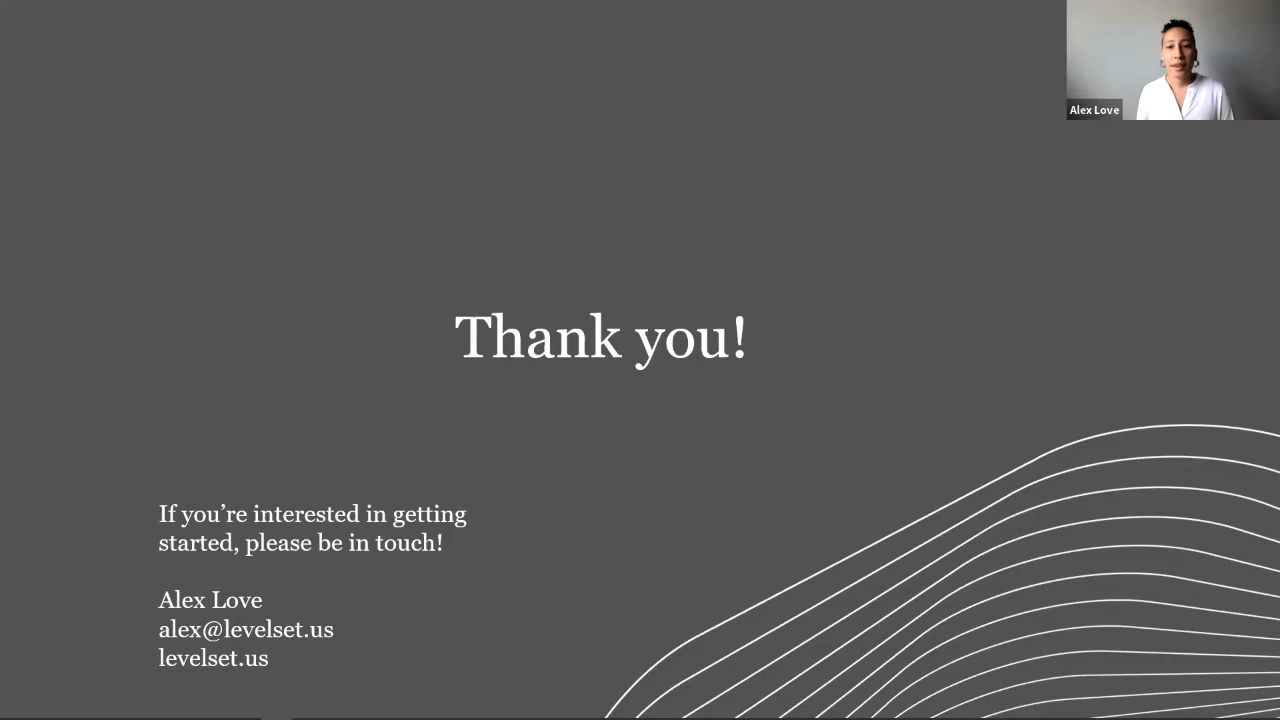 Alex Love
Thank you!
If you’re interested in getting
started, please be in touch!
Alex Love
alex@levelset.us
levelset.us